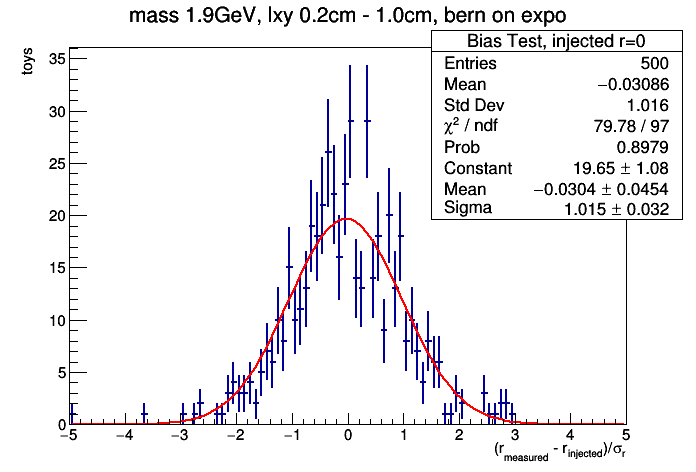 mass 1.9GeV, lxy 0.2cm - 1.0cm, bern on expo
toys
Bias Test, injected r=0
Entries 500
Mean −0.03086
Std Dev 1.016
χ² / ndf 79.78 / 97
Prob 0.8979
Constant 19.65 ± 1.08
Mean −0.0304 ± 0.0454
Sigma 1.015 ± 0.032
35
30
25
20
15
10
5
0
−5 −4 −3 −2 −1 0 1 2 3 4 5
(r_measured - r_injected)/σ_r